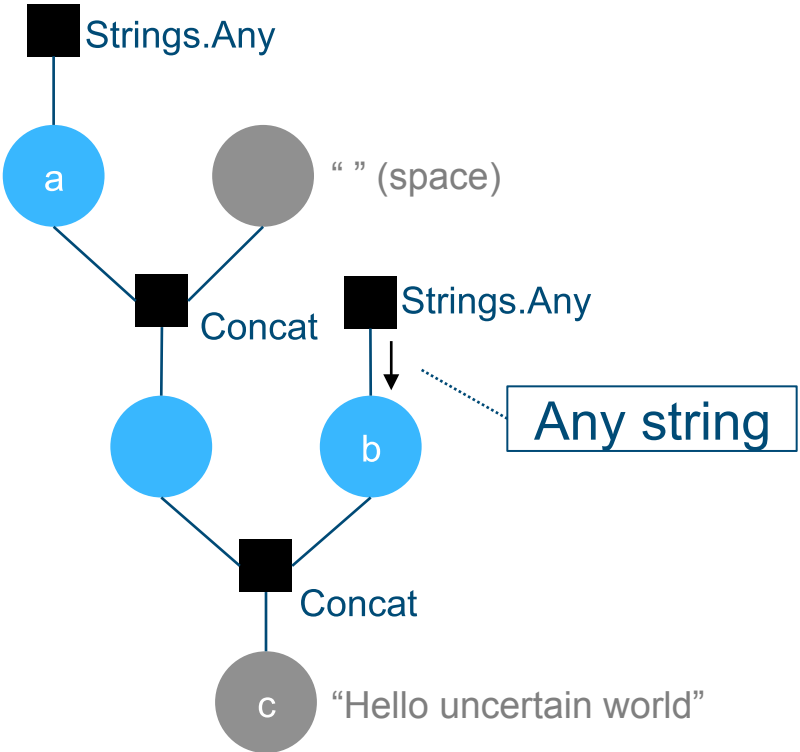 Strings.Any
a
“ ” (space)
Concat
Strings.Any
Any string
b
Concat
c
“Hello uncertain world”